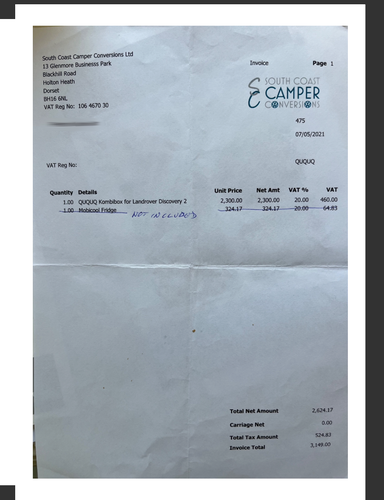 South Coast Camper Conversions Ltd
13 Glenmore Businesss Park
Blackhill Road
Holton Heath
Dorset
BH16 6NL
VAT Reg No: 106 4670 30
Invoice
Page 1
SOUTH COAST
CAMPER
CONVERSIONS
475
07/05/2021
VAT Reg No:
QUQUQ
Quantity Details Unit Price Net Amt VAT % VAT
1.00 QUQUQ Kombibox for Landrover Discovery 2 2,300.00 2,300.00 20.00 460.00
1.00 Mobicool Fridge 324.17 324.17 20.00 64.83
NOT INCLUDED
Total Net Amount 2,624.17
Carriage Net 0.00
Total Tax Amount 524.83
Invoice Total 3,149.00